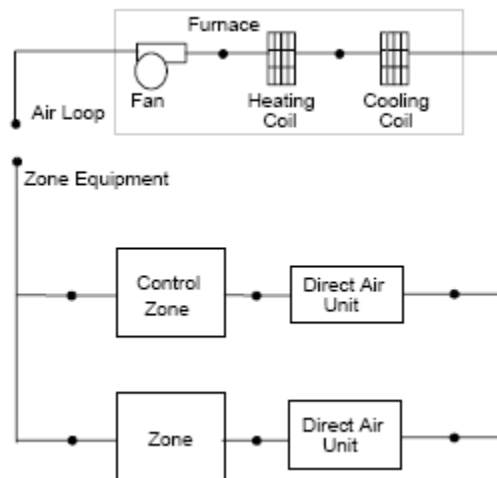 Furnace
Fan
Heating
Coil
Cooling
Coil
Air Loop
Zone Equipment
Control
Zone
Direct Air
Unit
Zone
Direct Air
Unit